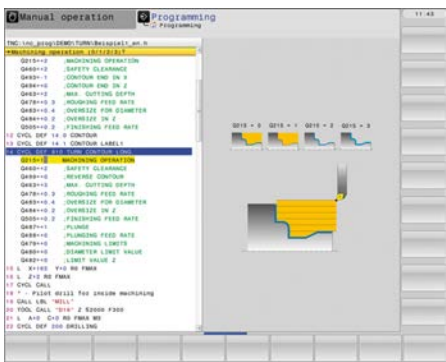 Manual operation
Programming
Programming
11:43
TNC:\nc_prog\DEMO\TURN\Beispielt_en.h
Machining operation (0/1/2/3)?
Q215=+2 ;MACHINING OPERATION
Q460=+2 ;SAFETY CLEARANCE
Q493=-1 ;CONTOUR END IN X
Q494=+0 ;CONTOUR END IN Z
Q463=+2 ;MAX. CUTTING DEPTH
Q478=+0.3 ;ROUGHING FEED RATE
Q483=+0.4 ;OVERSIZE FOR DIAMETER
Q484=+0.2 ;OVERSIZE IN Z
Q505=+0.2 ;FINISHING FEED RATE
12 CYCL DEF 14.0 CONTOUR
13 CYCL DEF 14.1 CONTOUR LABEL1
14 CYCL DEF 810 TURN CONTOUR LONG.
Q215=+ MACHINING OPERATION
Q460=+2 ;SAFETY CLEARANCE
Q499=+0 ;REVERSE CONTOUR
Q463=+3 ;MAX. CUTTING DEPTH
Q478=+0.3 ;ROUGHING FEED RATE
Q483=+0.4 ;OVERSIZE FOR DIAMETER
Q484=+0.2 ;OVERSIZE IN Z
Q505=+0.2 ;FINISHING FEED RATE
Q487=+1 ;PLUNGE
Q488=+0 ;PLUNGING FEED RATE
Q479=+0 ;MACHINING LIMITS
Q480=+0 ;DIAMETER LIMIT VALUE
Q482=+0 ;LIMIT VALUE Z
15 L X+165 Y+0 R0 FMAX
16 L Z+2 R0 FMAX
17 CYCL CALL
18 * - Pilot drill for inside machining
19 CALL LBL "MILL"
20 TOOL CALL "D16" Z S2000 F300
21 L A+0 C+0 R0 FMAX M3
22 CYCL DEF 200 DRILLING
Q215 = 0 Q215 = 1 Q215 = 2 Q215 = 3